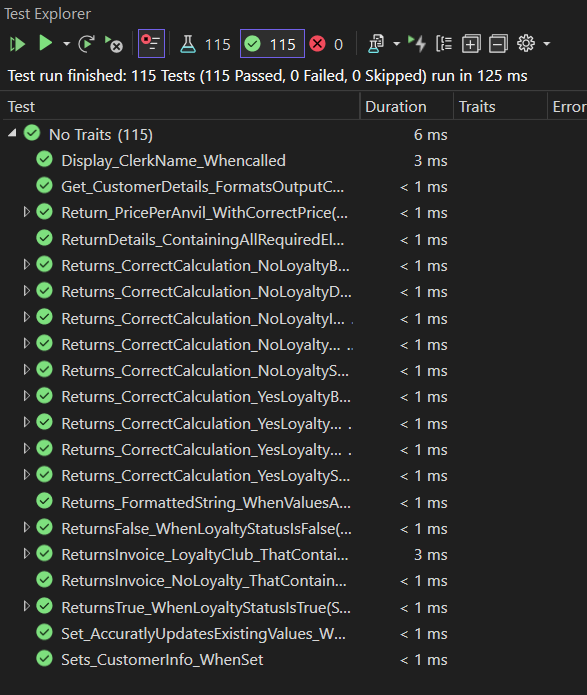 Test Explorer
115 115 0
Test run finished: 115 Tests (115 Passed, 0 Failed, 0 Skipped) run in 125 ms
Test Duration Traits Error
No Traits (115) 6 ms
Display_ClerkName_Whencalled 3 ms
Get_CustomerDetails_FormatsOutputC... < 1 ms
Return_PricePerAnvil_WithCorrectPrice(... < 1 ms
ReturnDetails_ContainingAllRequiredEl... < 1 ms
Returns_CorrectCalculation_NoLoyaltyB... < 1 ms
Returns_CorrectCalculation_NoLoyaltyD... < 1 ms
Returns_CorrectCalculation_NoLoyaltyI... . < 1 ms
Returns_CorrectCalculation_NoLoyalty... .. < 1 ms
Returns_CorrectCalculation_NoLoyaltyS... < 1 ms
Returns_CorrectCalculation_YesLoyaltyB... < 1 ms
Returns_CorrectCalculation_YesLoyalty... . < 1 ms
Returns_CorrectCalculation_YesLoyalty... . < 1 ms
Returns_CorrectCalculation_YesLoyaltyS... < 1 ms
Returns_FormattedString_WhenValuesA... < 1 ms
ReturnsFalse_WhenLoyaltyStatusIsFalse(... < 1 ms
ReturnsInvoice_LoyaltyClub_ThatContai... 3 ms
ReturnsInvoice_NoLoyalty_ThatContain... < 1 ms
ReturnsTrue_WhenLoyaltyStatusIsTrue(S... < 1 ms
Set_AccuratlyUpdatesExistingValues_W... < 1 ms
Sets_CustomerInfo_WhenSet < 1 ms